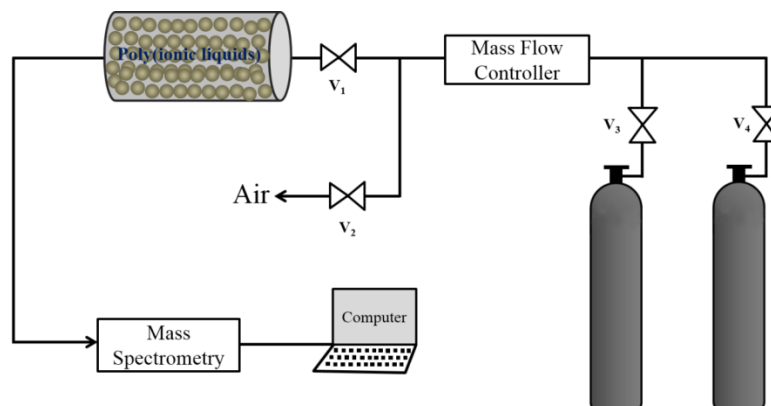 Poly(ionic liquids)
V1
Mass Flow
Controller
V3
V4
Air
V2
Mass
Spectrometry
Computer